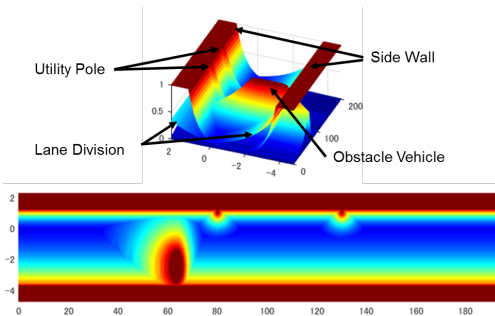 Utility Pole
Side Wall
Lane Division
Obstacle Vehicle
1
0.5
0
2
0
-2
-4
0
100
200
2
0
-2
-4
0 20 40 60 80 100 120 140 160 180